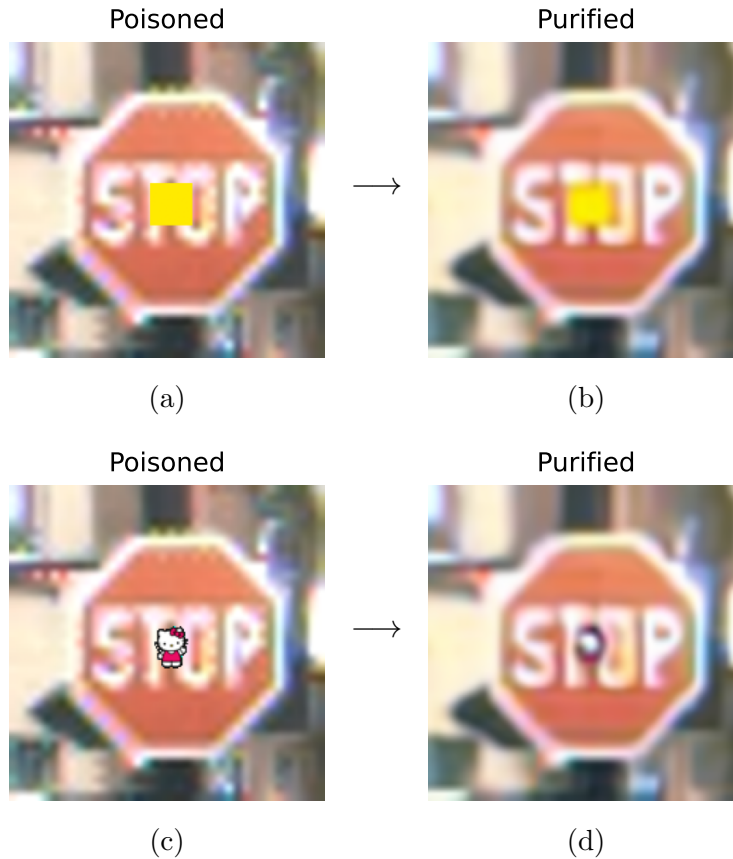 Poisoned Purified
STOP → STOP
(a) (b)
Poisoned Purified
STOP → STOP
(c) (d)